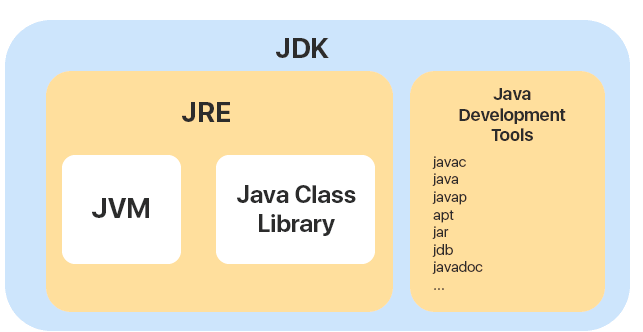 JDK
JRE
JVM
Java Class
Library
Java
Development
Tools
javac
java
javap
apt
jar
jdb
javadoc
...